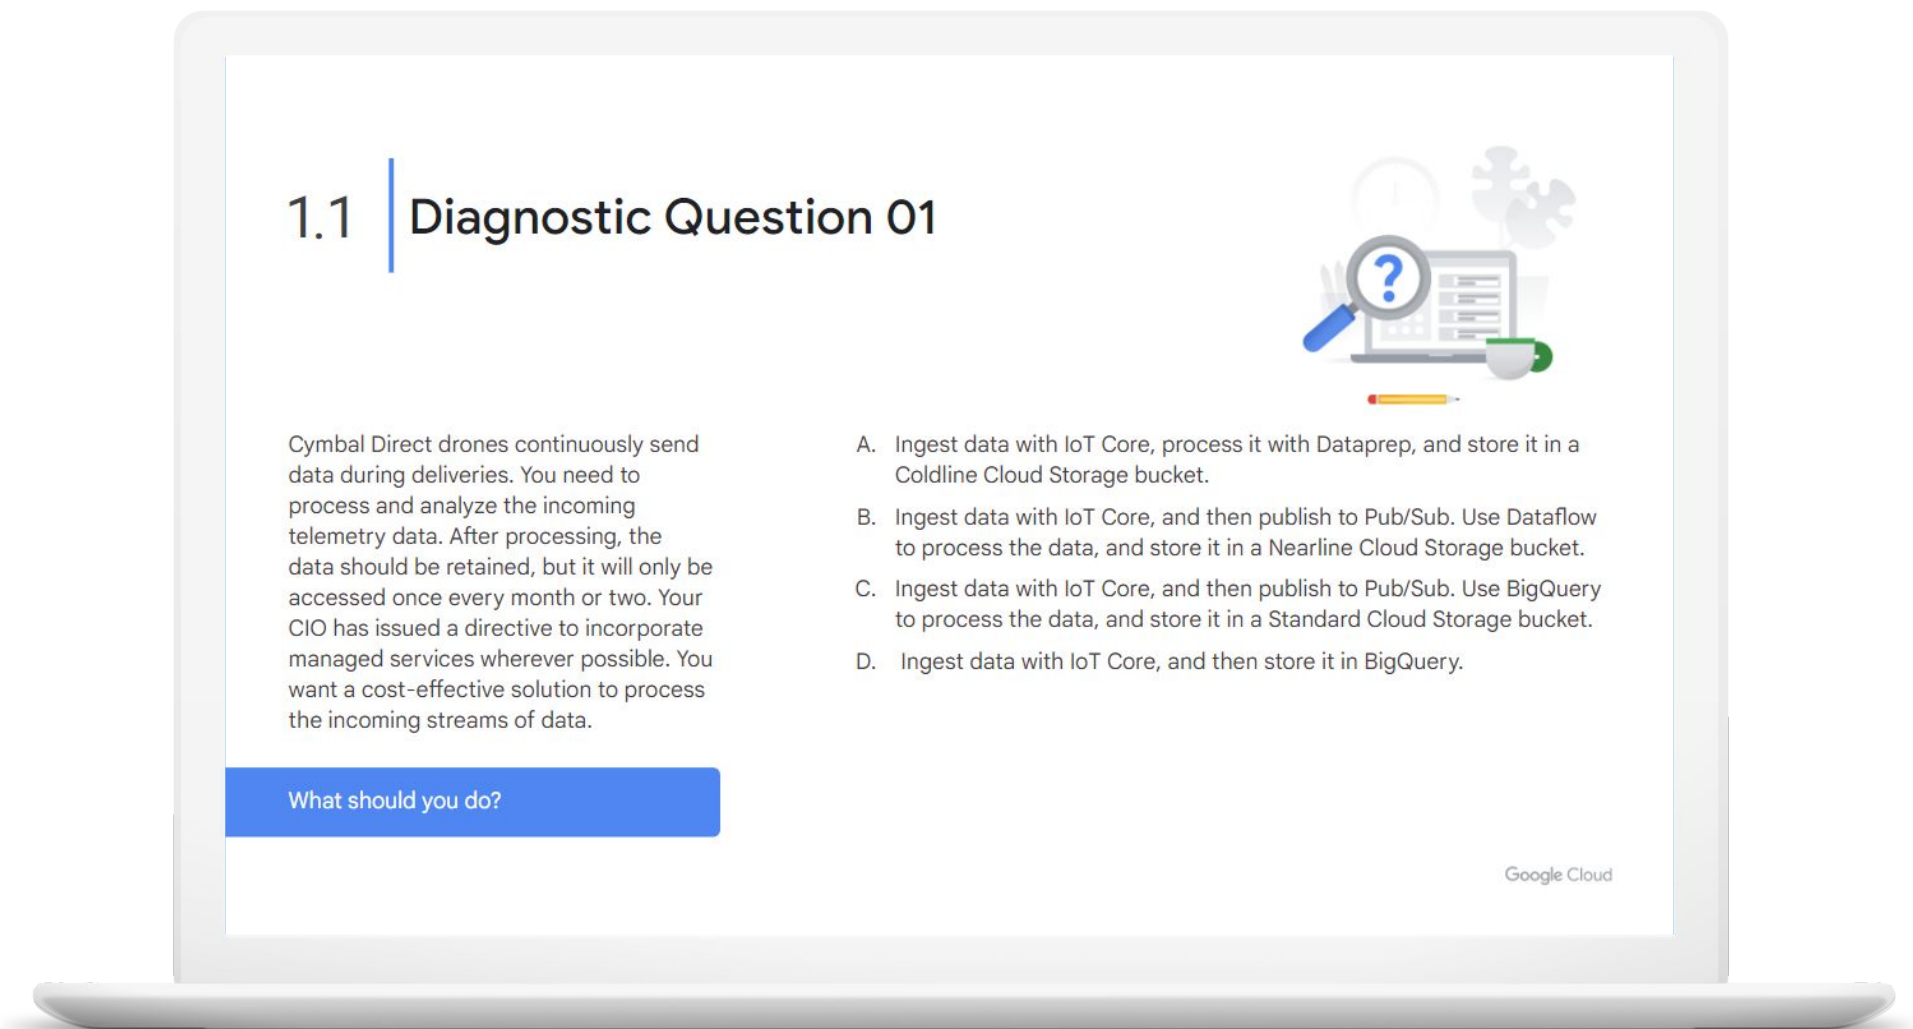 1.1
Diagnostic Question 01
?
Cymbal Direct drones continuously send
data during deliveries. You need to
process and analyze the incoming
telemetry data. After processing, the
data should be retained, but it will only be
accessed once every month or two. Your
CIO has issued a directive to incorporate
managed services wherever possible. You
want a cost-effective solution to process
the incoming streams of data.
What should you do?
A. Ingest data with IoT Core, process it with Dataprep, and store it in a
Coldline Cloud Storage bucket.
B. Ingest data with IoT Core, and then publish to Pub/Sub. Use Dataflow
to process the data, and store it in a Nearline Cloud Storage bucket.
C. Ingest data with IoT Core, and then publish to Pub/Sub. Use BigQuery
to process the data, and store it in a Standard Cloud Storage bucket.
D. Ingest data with IoT Core, and then store it in BigQuery.
Google Cloud